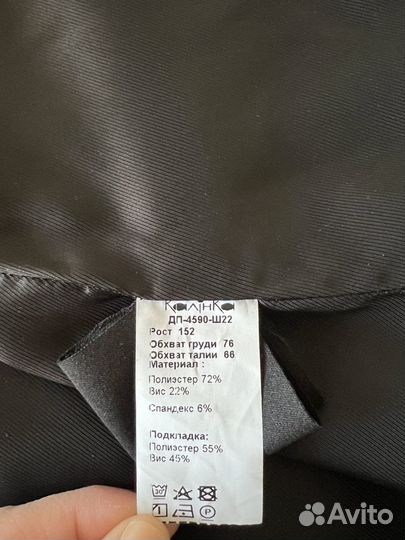 Калинка
ДП-4590-Ш22
Рост 152
Обхват груди 76
Обхват талии 66
Материал :
Полиэстер 72%
Вис 22%
Спандекс 6%
Подкладка:
Полиэстер 55%
Вис 45%
30
P
Avito